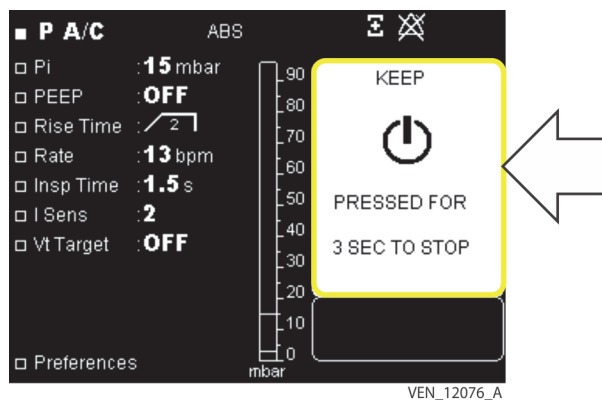 P A/C ABS
Pi :15 mbar
PEEP :OFF
Rise Time : 2
Rate :13 bpm
Insp Time :1.5 s
I Sens :2
Vt Target :OFF
Preferences
90
80
70
60
50
40
30
20
10
0
mbar
KEEP
PRESSED FOR
3 SEC TO STOP
VEN_12076_A